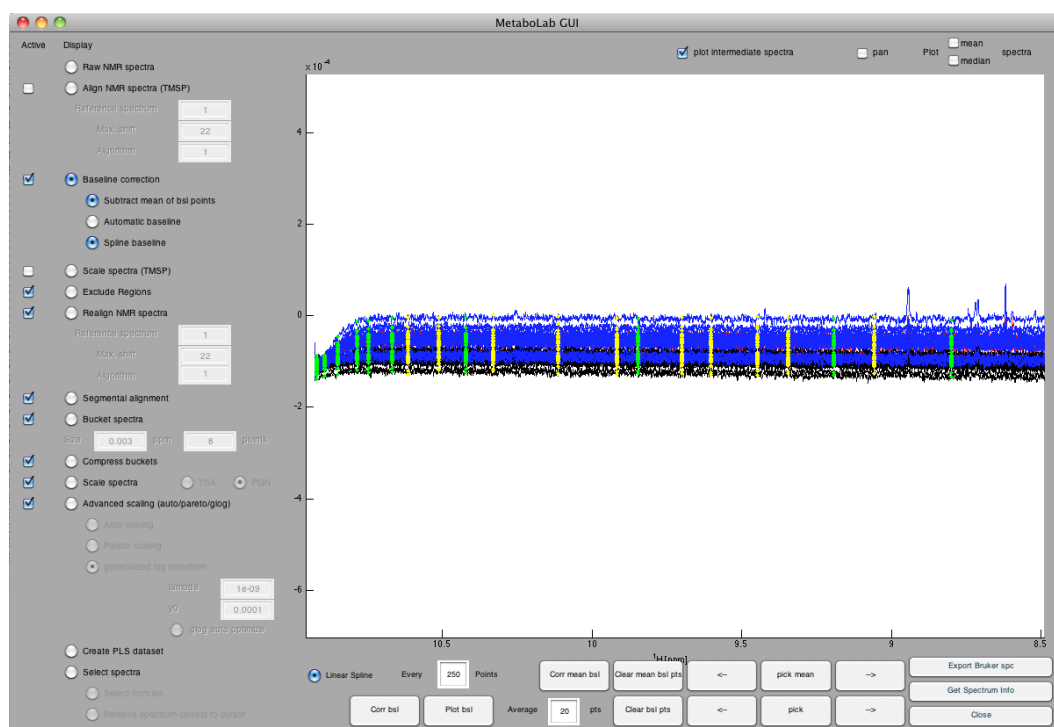 MetaboLab GUI
Active Display
plot intermediate spectra pan Plot mean median spectra
Raw NMR spectra
Align NMR spectra (TMSP)
Reference spectrum 1
Max. shift 22
Algorithm 1
Baseline correction
Subtract mean of bsl points
Automatic baseline
Spline baseline
Scale spectra (TMSP)
Exclude Regions
Realign NMR spectra
Reference spectrum 1
Max. shift 22
Algorithm 1
Segmental alignment
Bucket spectra
Size 0.003 ppm 8 points
Compress buckets
Scale spectra TSA PQN
Advanced scaling (auto/pareto/glog)
Auto scaling
Pareto scaling
generalized log transform
lambda 1e-09
y0 0.0001
glog auto optimize
Create PLS dataset
Select spectra
Select from list
Remove spectrum closest to cursor
x 10-4
4
2
0
-2
-4
-6
10.5 10 9.5 9 8.5
1H [ppm]
Linear Spline Every 250 Points Corr mean bsl Clear mean bsl pts <-- pick mean --> Export Bruker spc
Get Spectrum Info
Corr bsl Plot bsl Average 20 pts Clear bsl pts <-- pick --> Close